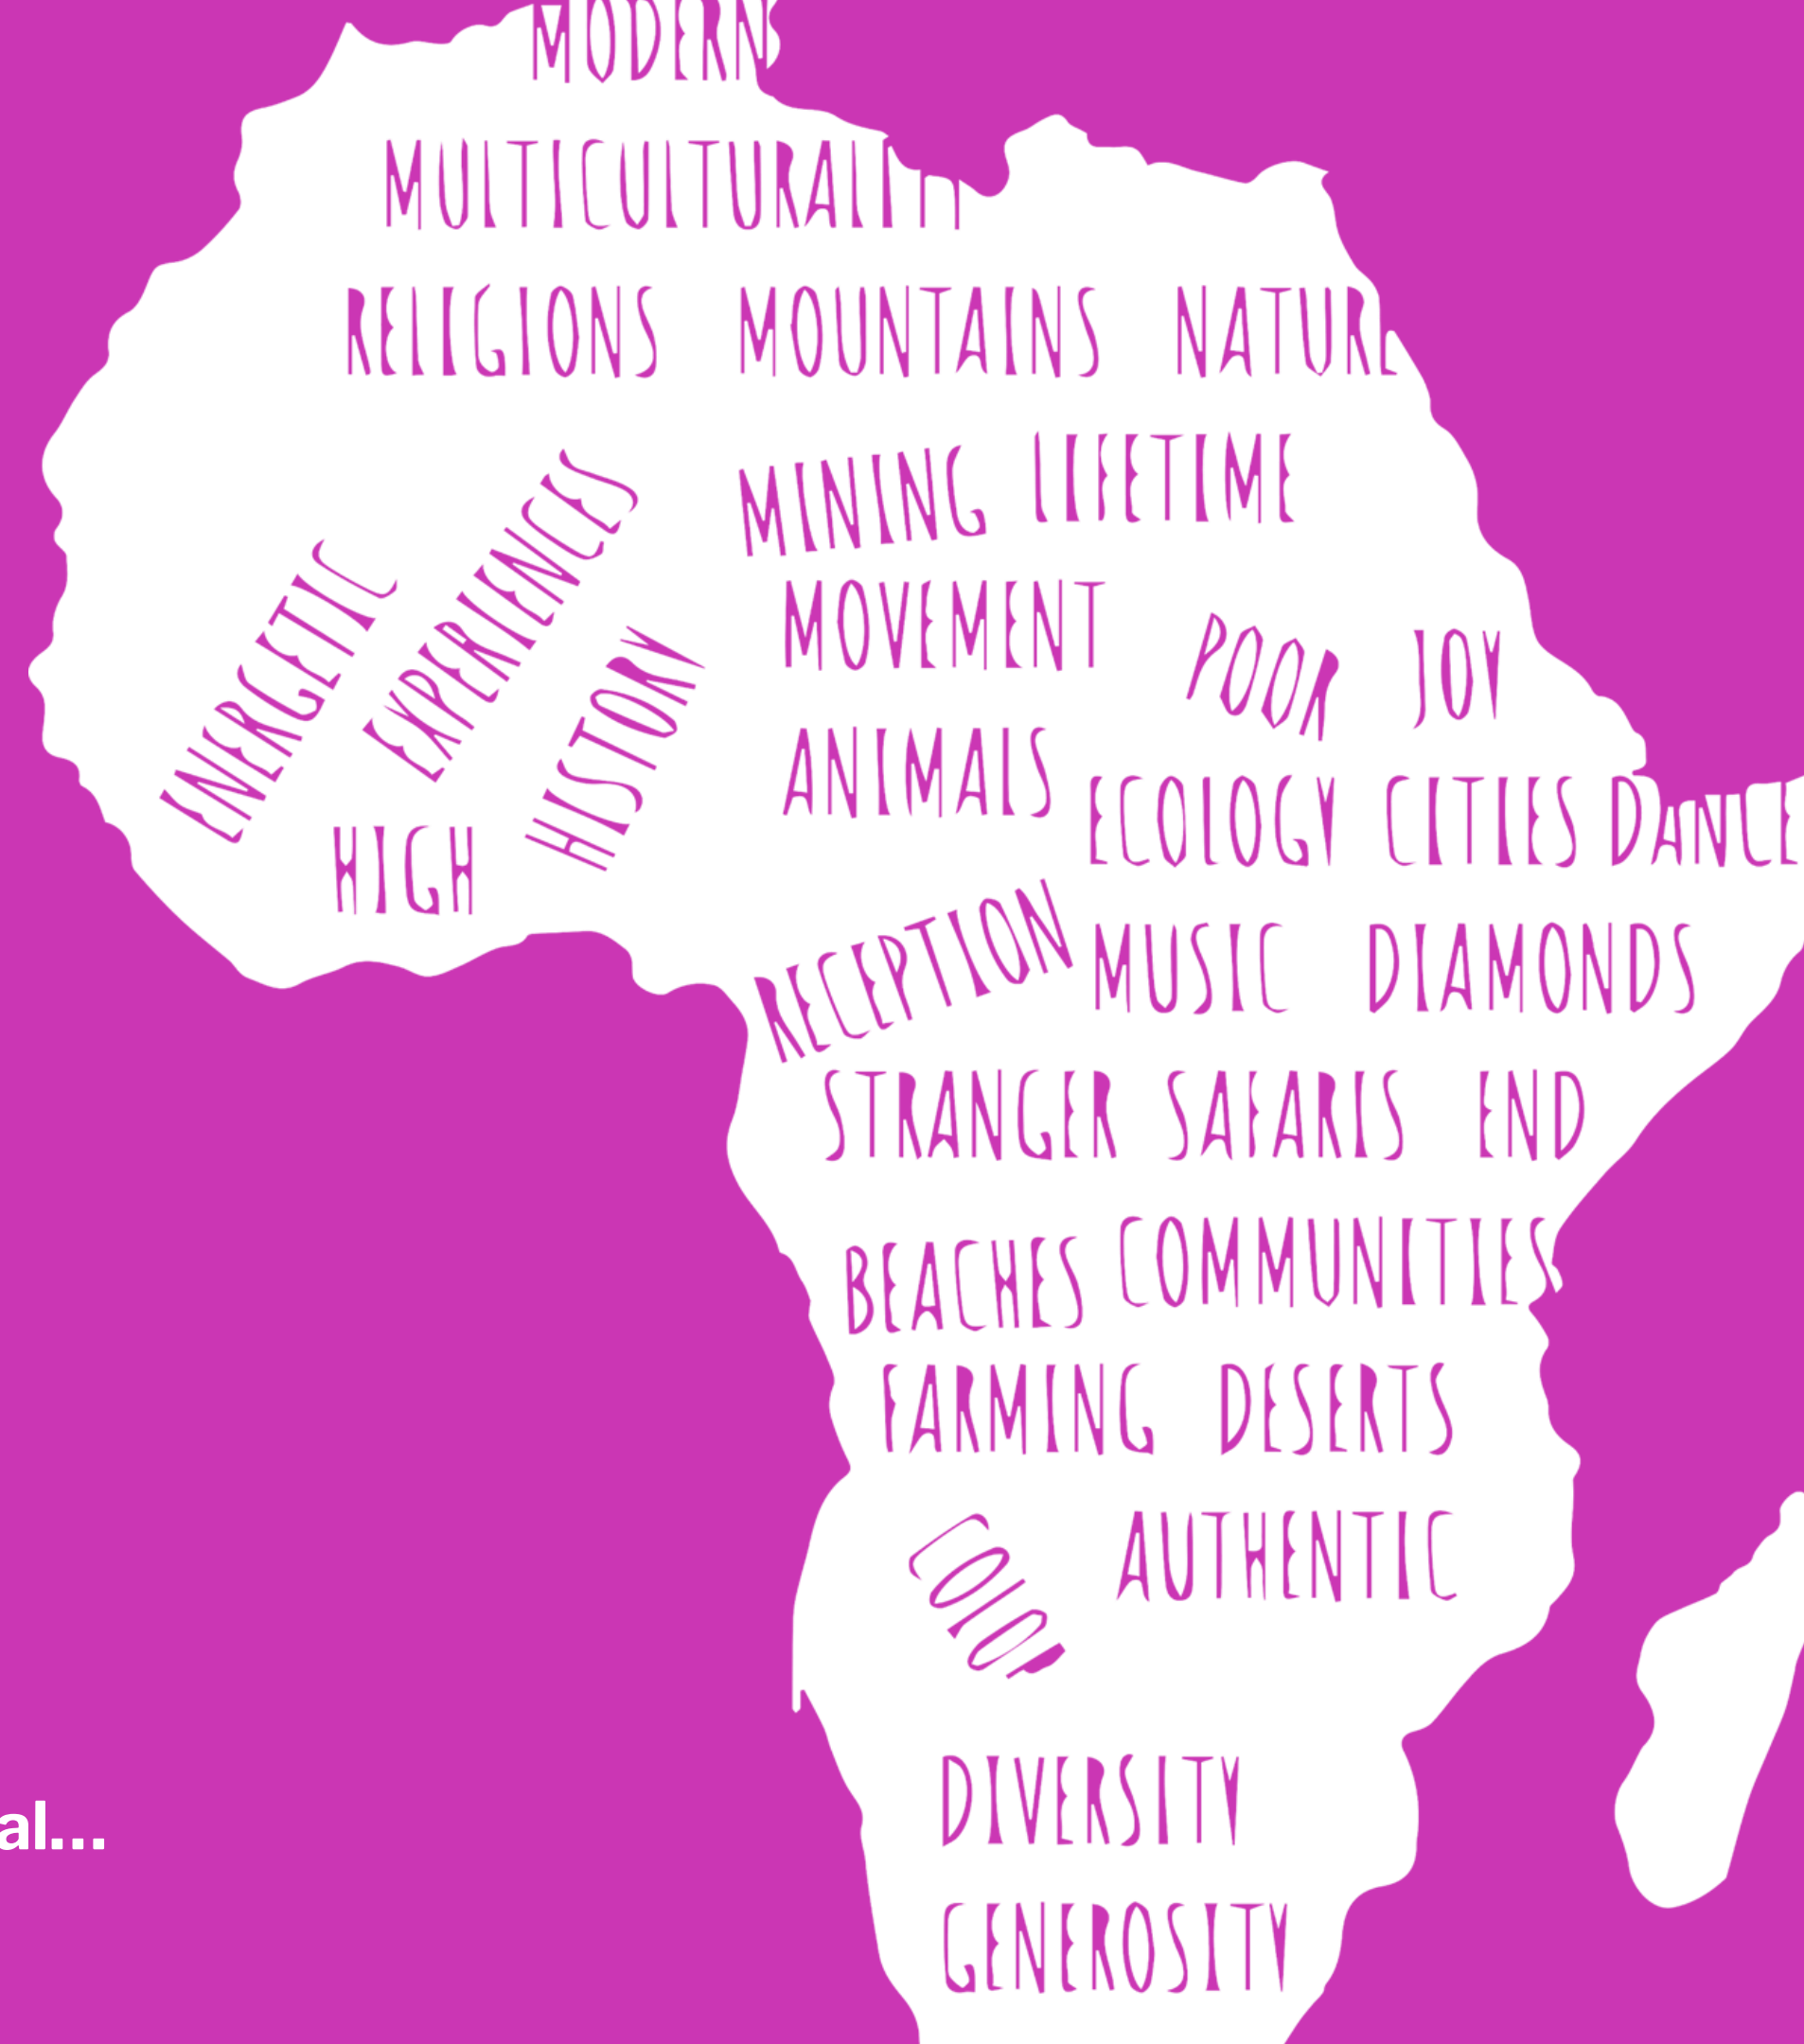 MODERN
MULTICULTURALITY
RELIGIONS MOUNTAINS NATURE
MINING LIFETIME
ENARGETIC EXPERIENCES HISTORY
MOVEMENT
POOR JOY
ANIMALS
ECOLOGY CITIES DANCE
HIGH
RECEPTION MUSIC DIAMONDS
STRANGER SAFARIS END
BEACHES COMMUNITIES
FARMING DESERTS
COLOR AUTHENTIC
DIVERSITY
al...
GENEROSITY